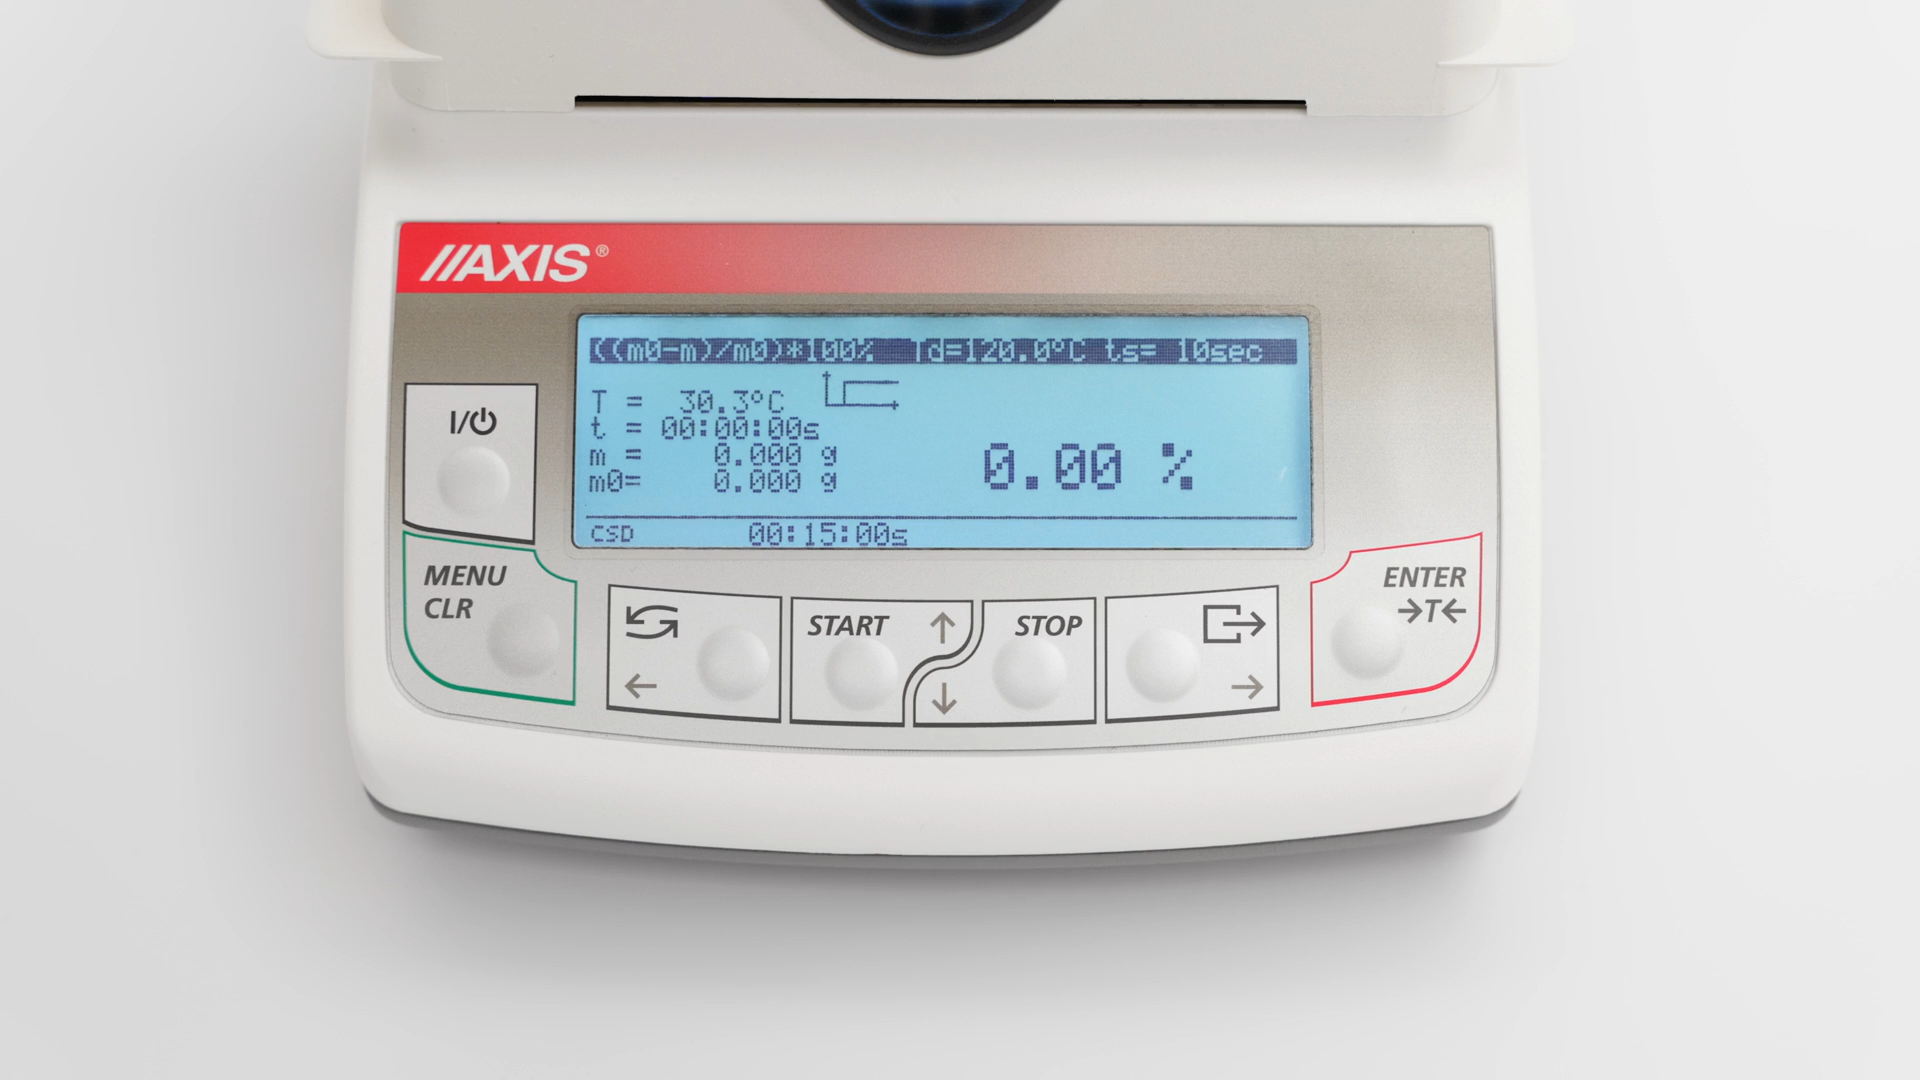 //AXIS®
((m0-m)/m0)*100% Td=120.0°C ts= 10sec
T = 30.3°C
t = 00:00:00s
m = 0.000 g
m0= 0.000 g
0.00 %
CSD 00:15:00s
I/⏻
MENU
CLR
START
STOP
ENTER
→T←